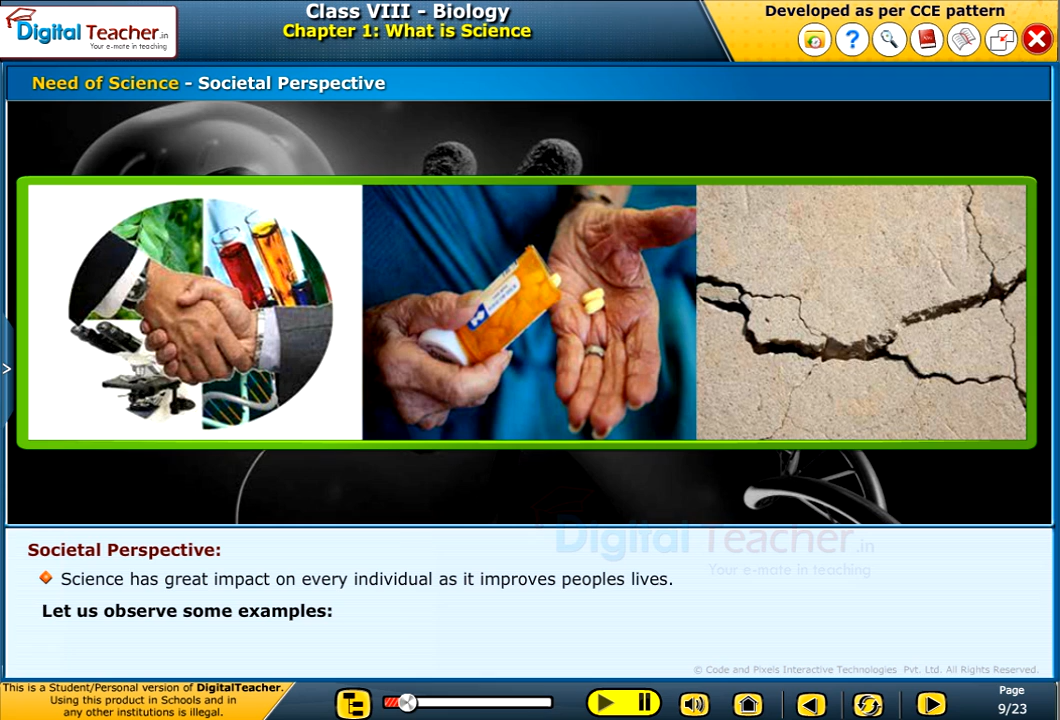 Digital Teacher.in
Your e-mate in teaching
Class VIII - Biology
Chapter 1: What is Science
Developed as per CCE pattern
Need of Science - Societal Perspective
Societal Perspective:
Science has great impact on every individual as it improves peoples lives.
Let us observe some examples:
Digital Teacher.in
Your e-mate in teaching
© Code and Pixels Interactive Technologies Pvt. Ltd. All Rights Reserved.
This is a Student/Personal version of DigitalTeacher.
Using this product in Schools and in
any other institutions is illegal.
Page
9/23